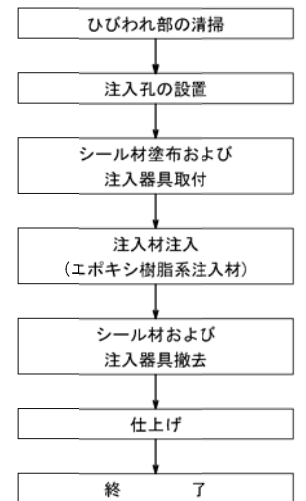 ひびわれ部の清掃
注入孔の設置
シール材塗布および
注入器具取付
注入材注入
(エポキシ樹脂系注入材)
シール材および
注入器具撤去
仕上げ
終　　　了